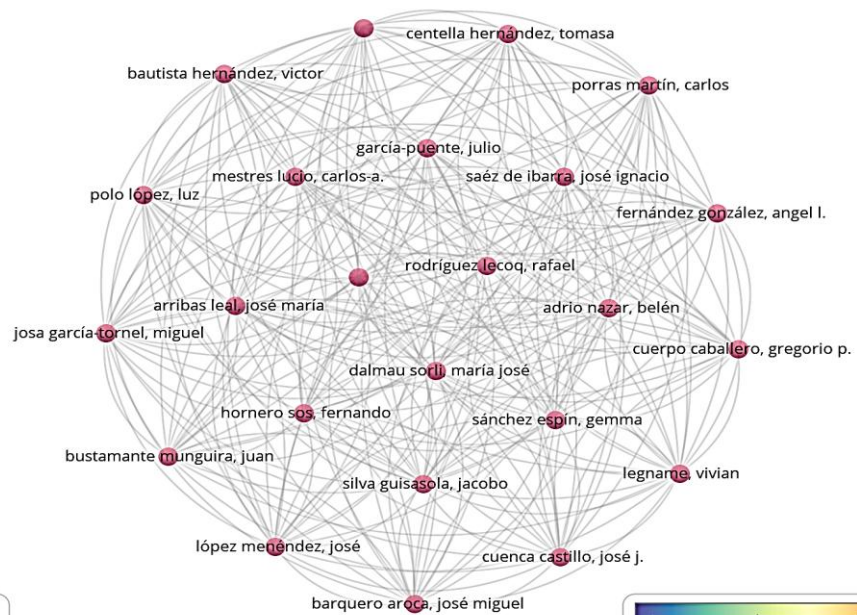 centella hernández, tomasa
bautista hernández, victor
porras martín, carlos
garcía-puente, julio
mestres lucio, carlos-a.
saéz de ibarra, josé ignacio
polo lópez, luz
fernández gonzález, angel l.
rodríguez lecoq, rafael
arribas leal, josé maría
adrio nazar, belén
josa garcía-tornel, miguel
cuerpo caballero, gregorio p.
dalmau sorlí, maría josé
hornero sos, fernando
sánchez espín, gemma
bustamante munguira, juan
legname, vivian
silva guisasola, jacobo
lópez menéndez, josé
cuenca castillo, josé j.
barquero aroca, josé miguel